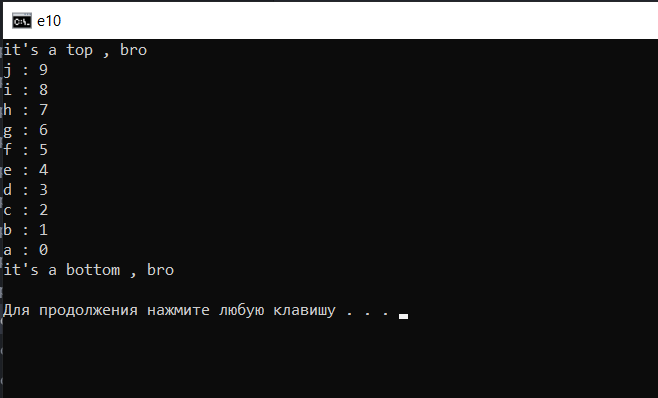 e10
it's a top , bro
j : 9
i : 8
h : 7
g : 6
f : 5
e : 4
d : 3
c : 2
b : 1
a : 0
it's a bottom , bro
Для продолжения нажмите любую клавишу . . .